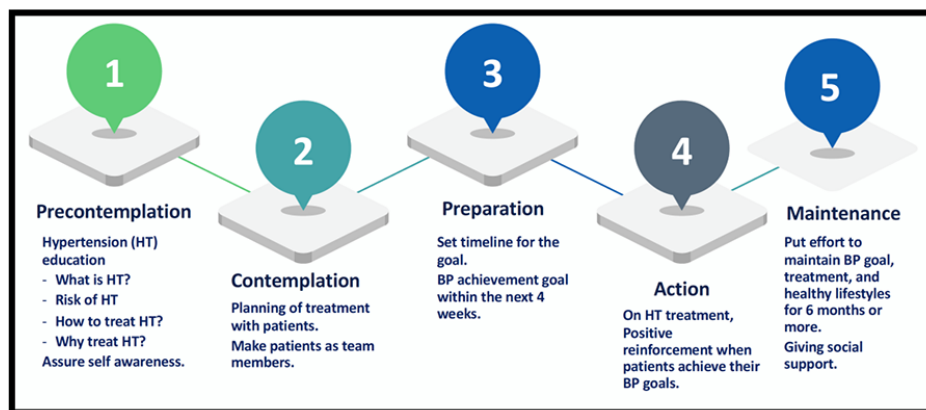 1
Precontemplation
Hypertension (HT)
education
- What is HT?
- Risk of HT
- How to treat HT?
- Why treat HT?
Assure self awareness.
2
Contemplation
Planning of treatment
with patients.
Make patients as team
members.
3
Preparation
Set timeline for the
goal.
BP achievement goal
within the next 4
weeks.
4
Action
On HT treatment,
Positive
reinforcement when
patients achieve their
BP goals.
5
Maintenance
Put effort to
maintain BP goal,
treatment, and
healthy lifestyles
for 6 months or
more.
Giving social
support.